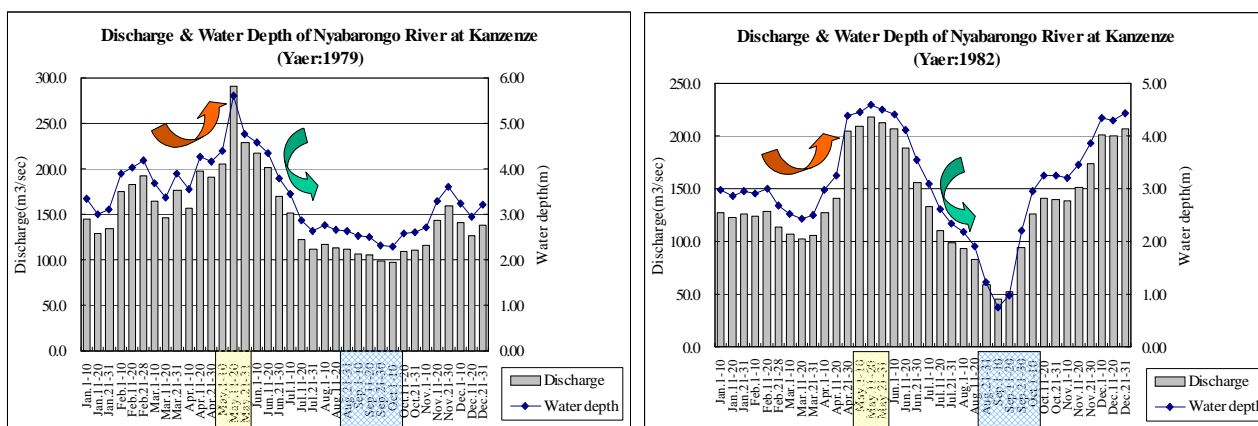 Discharge & Water Depth of Nyabarongo River at Kanzenze
(Yaer:1979)
300.0
250.0
200.0
150.0
100.0
50.0
0.0
Discharge(m3/sec)
6.00
5.00
4.00
3.00
2.00
1.00
0.00
Water depth(m)
Jan.1-10
Jan.11-20
Jan.21-31
Feb.1-10
Feb.11-20
Feb.21-28
Mar.1-10
Mar.11-20
Mar.21-31
Apr.1-10
Apr.11-20
Apr.21-30
Jun.1-10
Jun.11-20
Jun.21-30
Jul.1-10
Jul.11-20
Jul.21-31
Aug.1-10
Aug.11-20
Oct.11-20
Oct.21-31
Nov.1-10
Nov.11-20
Nov.21-30
Dec.1-10
Dec.11-20
Dec.21-31
Discharge
Water depth
Discharge & Water Depth of Nyabarongo River at Kanzenze
(Yaer:1982)
250.0
200.0
150.0
100.0
50.0
0.0
Discharge(m3/sec)
5.00
4.00
3.00
2.00
1.00
0.00
Water depth(m)
Jan.1-10
Jan.11-20
Jan.21-31
Feb.1-10
Feb.11-20
Feb.21-28
Mar.1-10
Mar.11-20
Mar.21-31
Apr.1-10
Apr.11-20
Apr.21-30
Jun.1-10
Jun.11-20
Jun.21-30
Jul.1-10
Jul.11-20
Jul.21-31
Aug.1-10
Aug.11-20
Oct.11-20
Oct.21-31
Nov.1-10
Nov.11-20
Nov.21-30
Dec.1-10
Dec.11-20
Dec.21-31
Discharge
Water depth